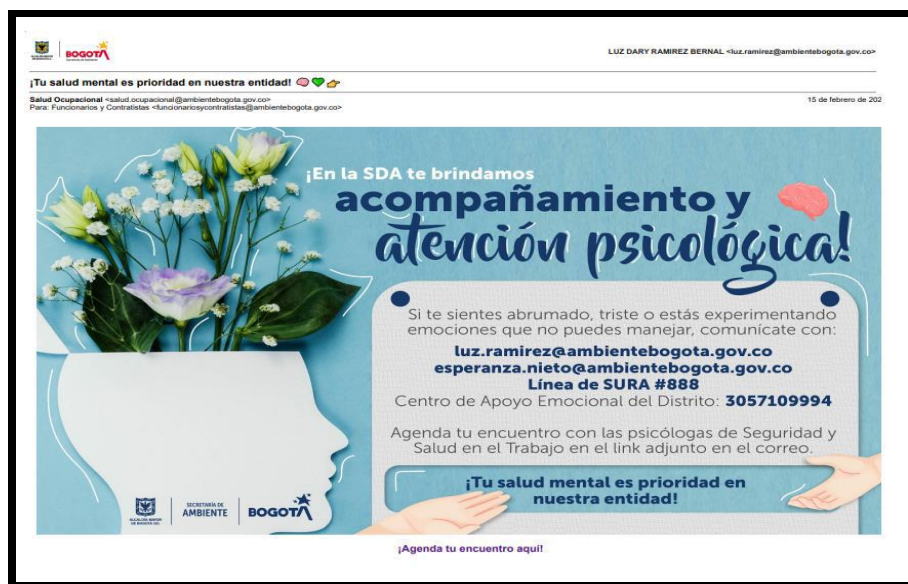 BOGOTÁ
LUZ DARY RAMIREZ BERNAL <luz.ramirez@ambientebogota.gov.co>
¡Tu salud mental es prioridad en nuestra entidad! 🧠💚👉
Salud Ocupacional <salud.ocupacional@ambientebogota.gov.co>
15 de febrero de 202
Para: Funcionarios y Contratistas <funcionariosycontratistas@ambientebogota.gov.co>
¡En la SDA te brindamos
acompañamiento y
atención psicológica!
Si te sientes abrumado, triste o estás experimentando
emociones que no puedes manejar, comunícate con:
luz.ramirez@ambientebogota.gov.co
esperanza.nieto@ambientebogota.gov.co
Línea de SURA #888
Centro de Apoyo Emocional del Distrito: 3057109994
Agenda tu encuentro con las psicólogas de Seguridad y
Salud en el Trabajo en el link adjunto en el correo.
¡Tu salud mental es prioridad en
nuestra entidad!
ALCALDÍA MAYOR
DE BOGOTÁ D.C.
SECRETARÍA DE
AMBIENTE
BOGOTÁ
¡Agenda tu encuentro aquí!